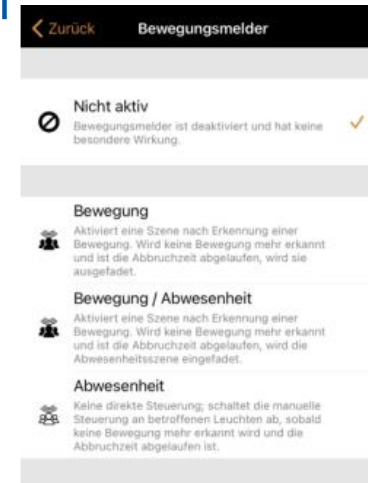 Zurück Bewegungsmelder
Nicht aktiv
Bewegungsmelder ist deaktiviert und hat keine
besondere Wirkung.
Bewegung
Aktiviert eine Szene nach Erkennung einer
Bewegung. Wird keine Bewegung mehr erkannt
und ist die Abbruchzeit abgelaufen, wird sie
ausgefadet.
Bewegung / Abwesenheit
Aktiviert eine Szene nach Erkennung einer
Bewegung. Wird keine Bewegung mehr erkannt
und ist die Abbruchzeit abgelaufen, wird die
Abwesenheitsszene eingefadet.
Abwesenheit
Keine direkte Steuerung; schaltet die manuelle
Steuerung an betroffenen Leuchten ab, sobald
keine Bewegung mehr erkannt wird und die
Abbruchzeit abgelaufen ist.